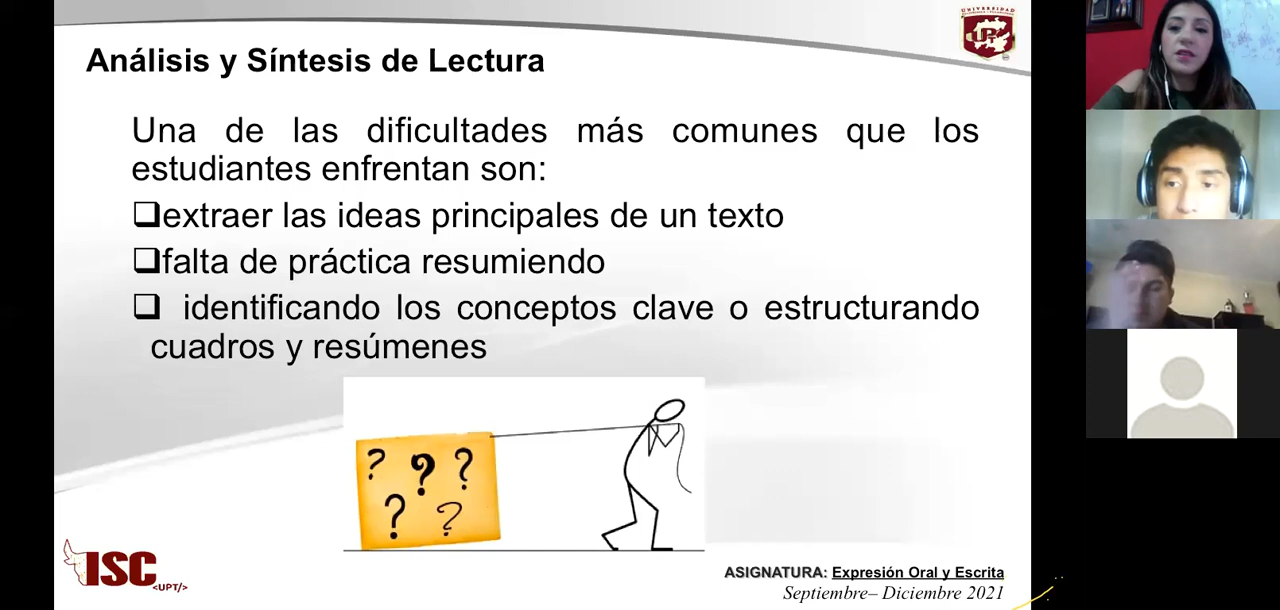 UNIVERSIDAD
UPT
Análisis y Síntesis de Lectura
Una de las dificultades más comunes que los
estudiantes enfrentan son:
extraer las ideas principales de un texto
falta de práctica resumiendo
identificando los conceptos clave o estructurando
cuadros y resúmenes
? ? ?
? ?
ISC
<UPT/>
ASIGNATURA: Expresión Oral y Escrita
Septiembre– Diciembre 2021